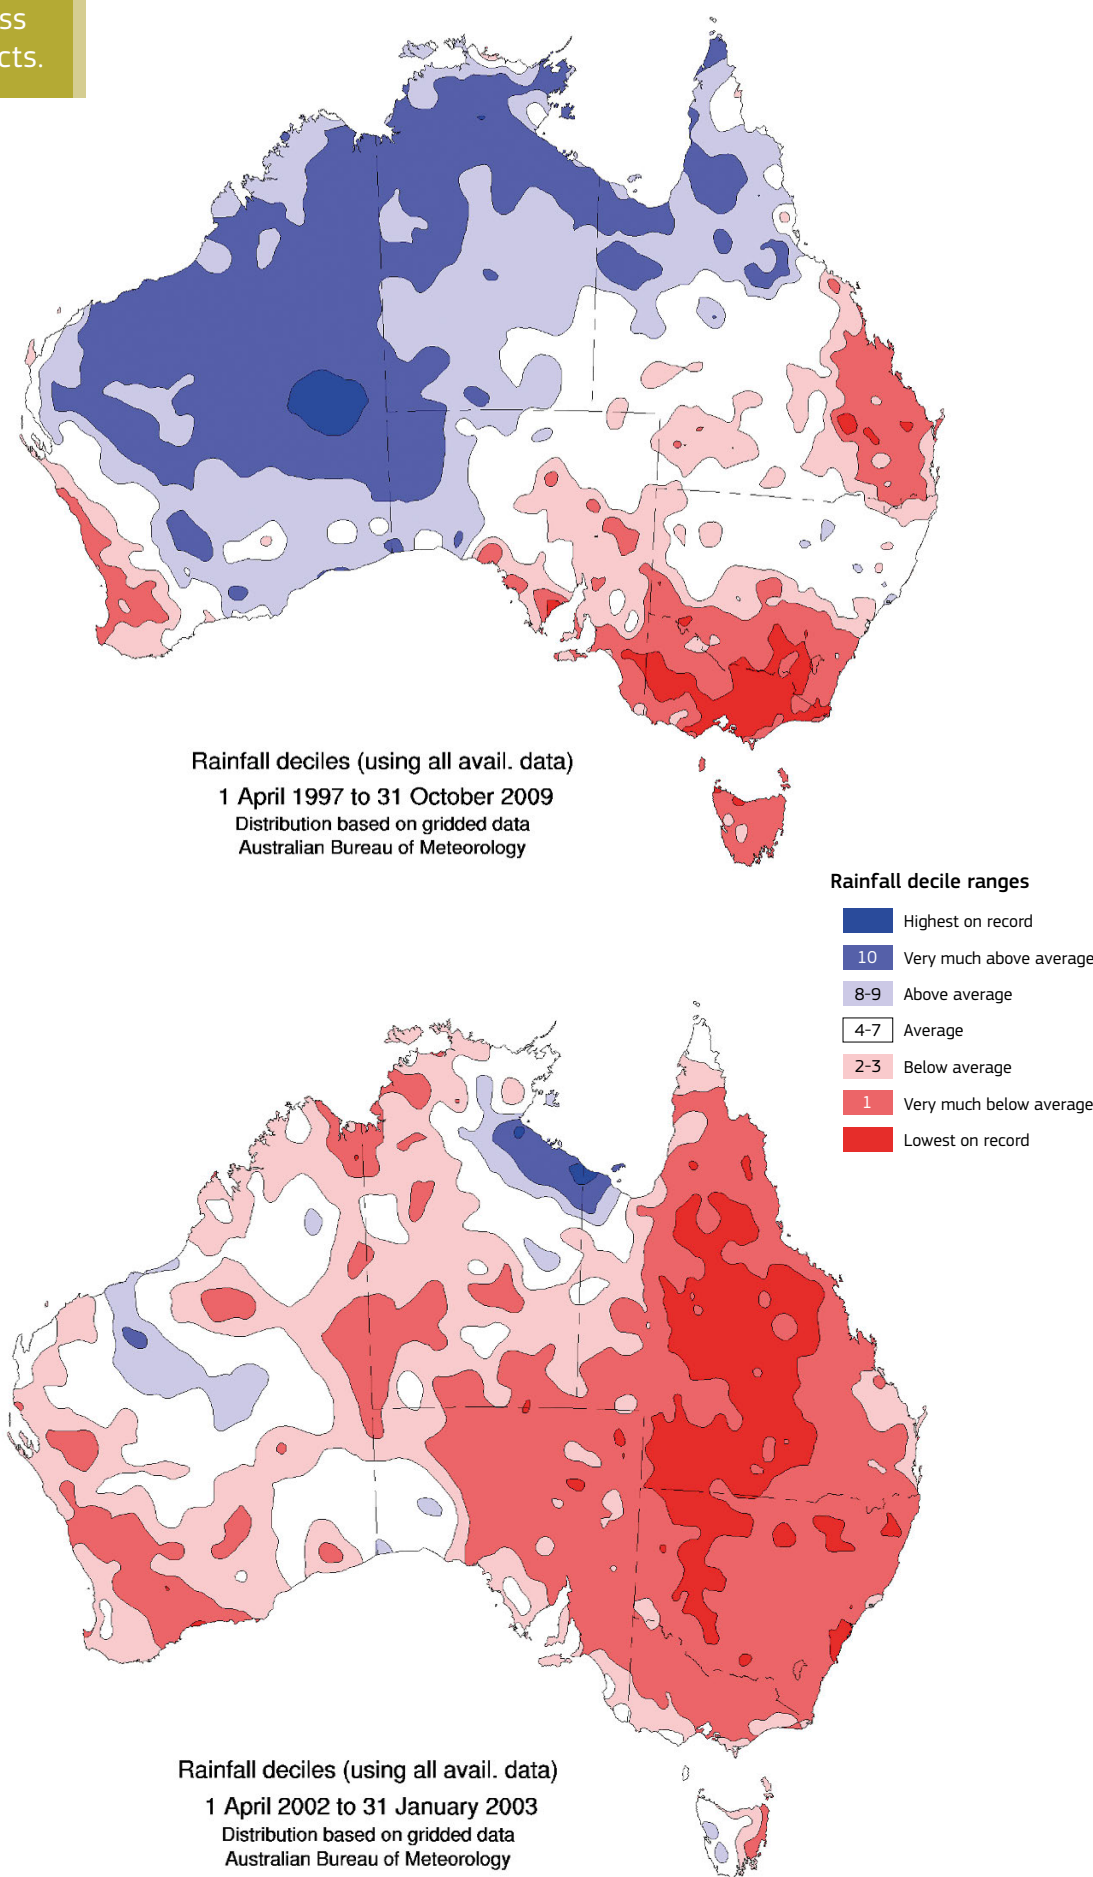 ss
cts.
Rainfall deciles (using all avail. data)
1 April 1997 to 31 October 2009
Distribution based on gridded data
Australian Bureau of Meteorology
Rainfall decile ranges
Highest on record
10 Very much above average
8-9 Above average
4-7 Average
2-3 Below average
1 Very much below average
Lowest on record
Rainfall deciles (using all avail. data)
1 April 2002 to 31 January 2003
Distribution based on gridded data
Australian Bureau of Meteorology